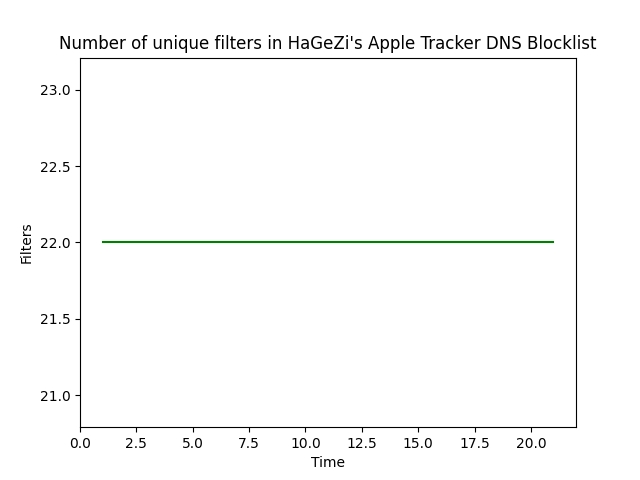 Number of unique filters in HaGeZi's Apple Tracker DNS Blocklist
23.0
22.5
22.0
21.5
21.0
Filters
0.0 2.5 5.0 7.5 10.0 12.5 15.0 17.5 20.0
Time